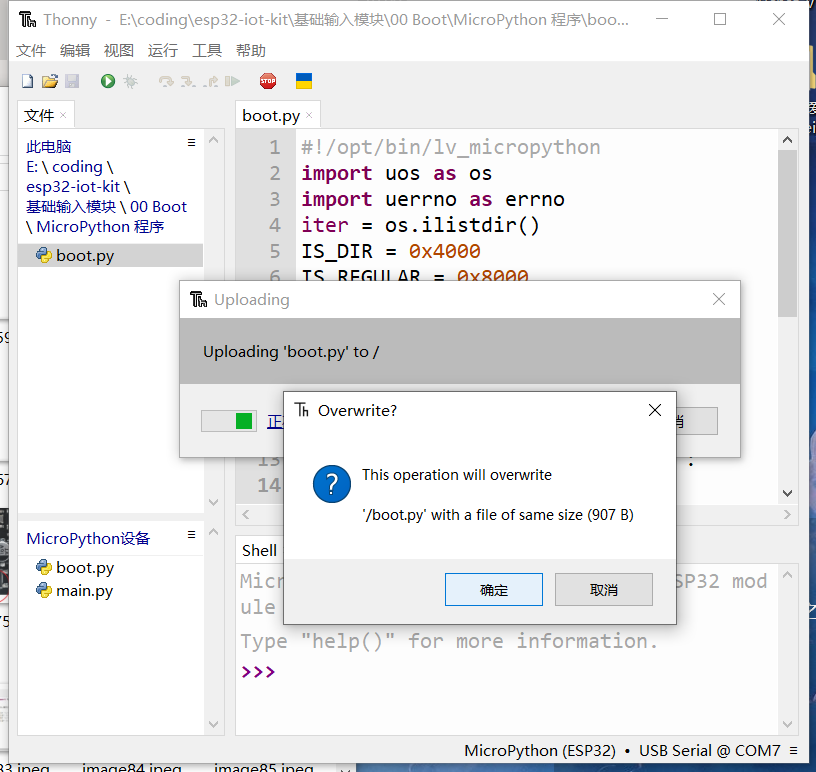 Thonny - E:\coding\esp32-iot-kit\基础输入模块\00 Boot\MicroPython 程序\boo...
文件 编辑 视图 运行 工具 帮助
STOP
文件 ×
boot.py ×
此电脑
E: \ coding \
esp32-iot-kit \
基础输入模块 \ 00 Boot
\ MicroPython 程序
boot.py
1 #!/opt/bin/lv_micropython
2 import uos as os
3 import uerrno as errno
4 iter = os.ilistdir()
5 IS_DIR = 0x4000
6 IS_REGULAR = 0x8000
Uploading
Uploading 'boot.py' to /
Overwrite?
This operation will overwrite
'/boot.py' with a file of same size (907 B)
确定
取消
13
14
MicroPython设备
boot.py
main.py
Shell
SP32 mod
ule
Type "help()" for more information.
>>>
MicroPython (ESP32) • USB Serial @ COM7
image84.jpeg
image85.jpeg